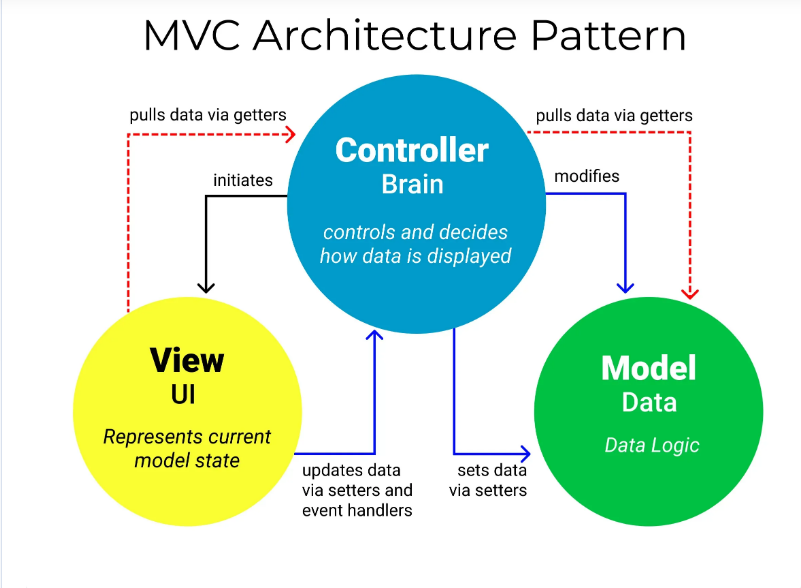 MVC Architecture Pattern
pulls data via getters
pulls data via getters
Controller
Brain
controls and decides
how data is displayed
initiates
modifies
View
UI
Represents current
model state
Model
Data
Data Logic
updates data
via setters and
event handlers
sets data
via setters